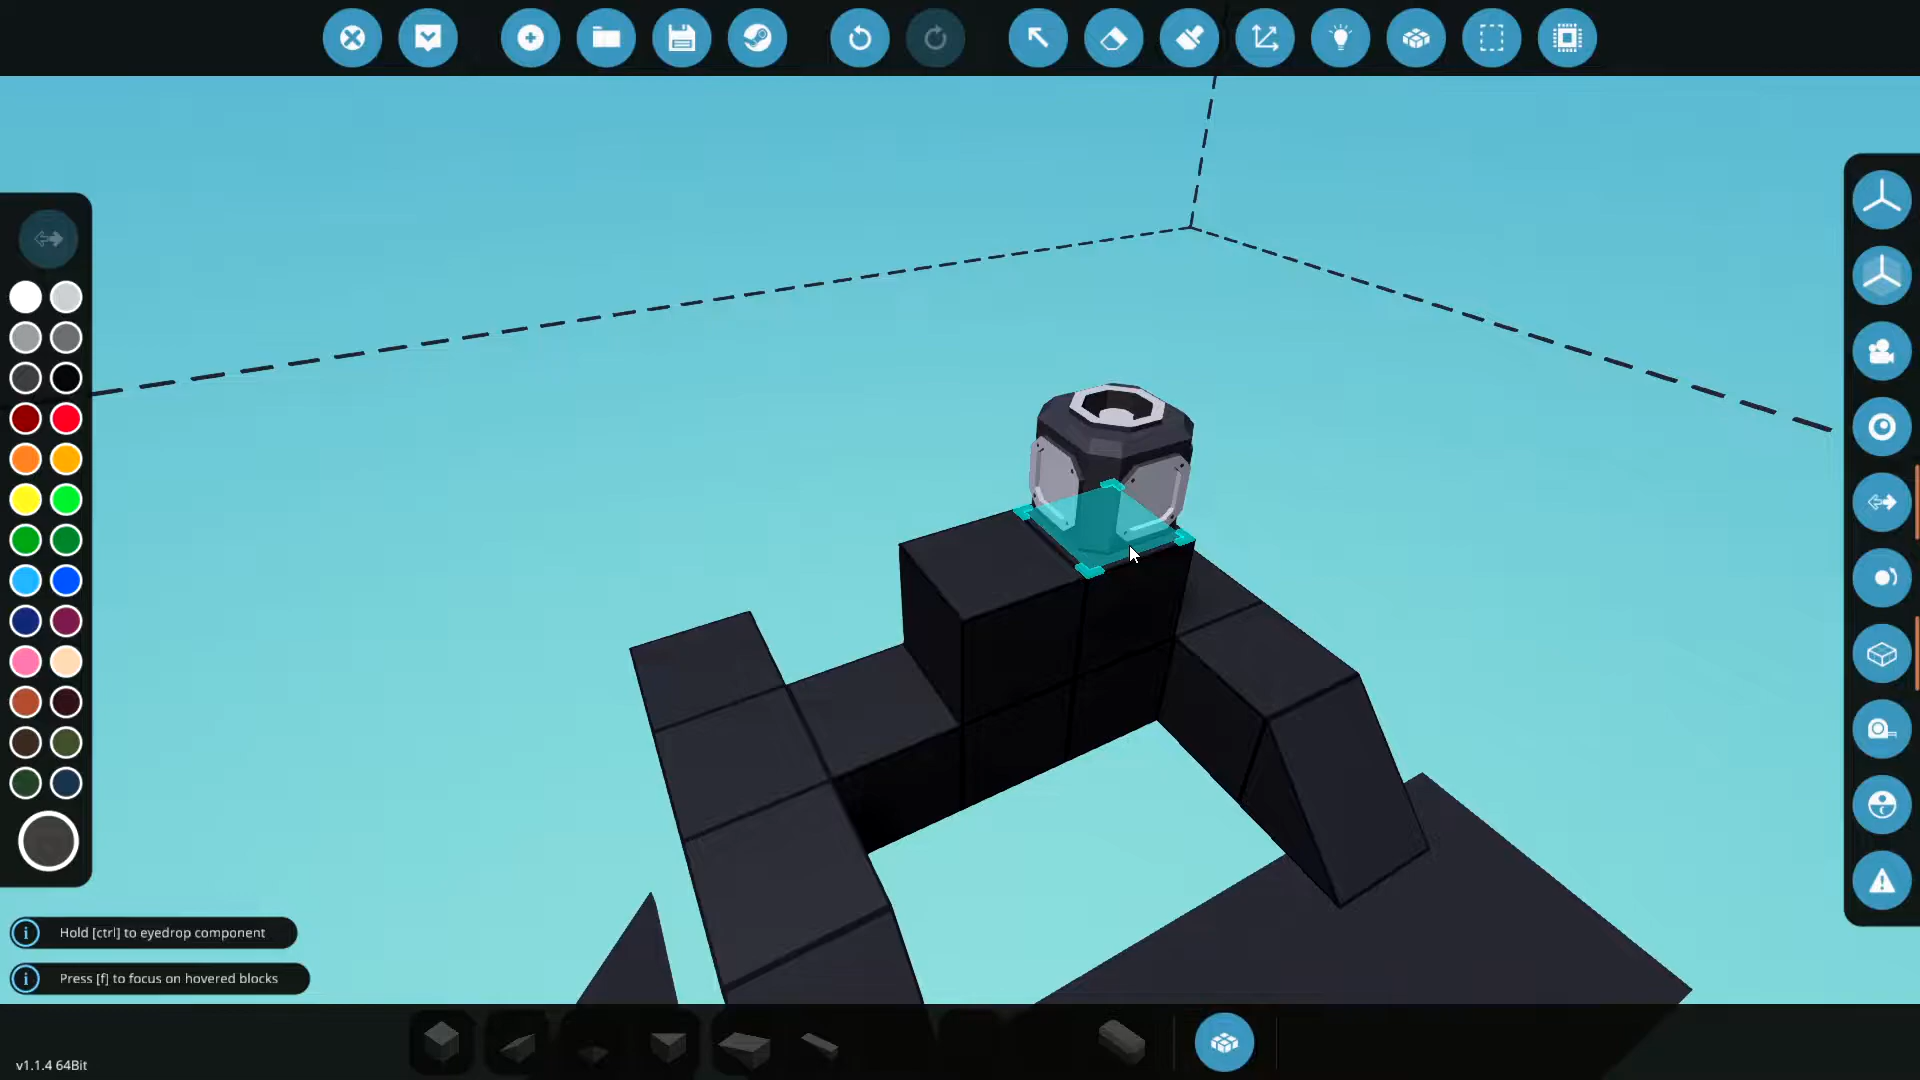 Hold [ctrl] to eyedrop component
Press [f] to focus on hovered blocks
v1.1.4 64Bit